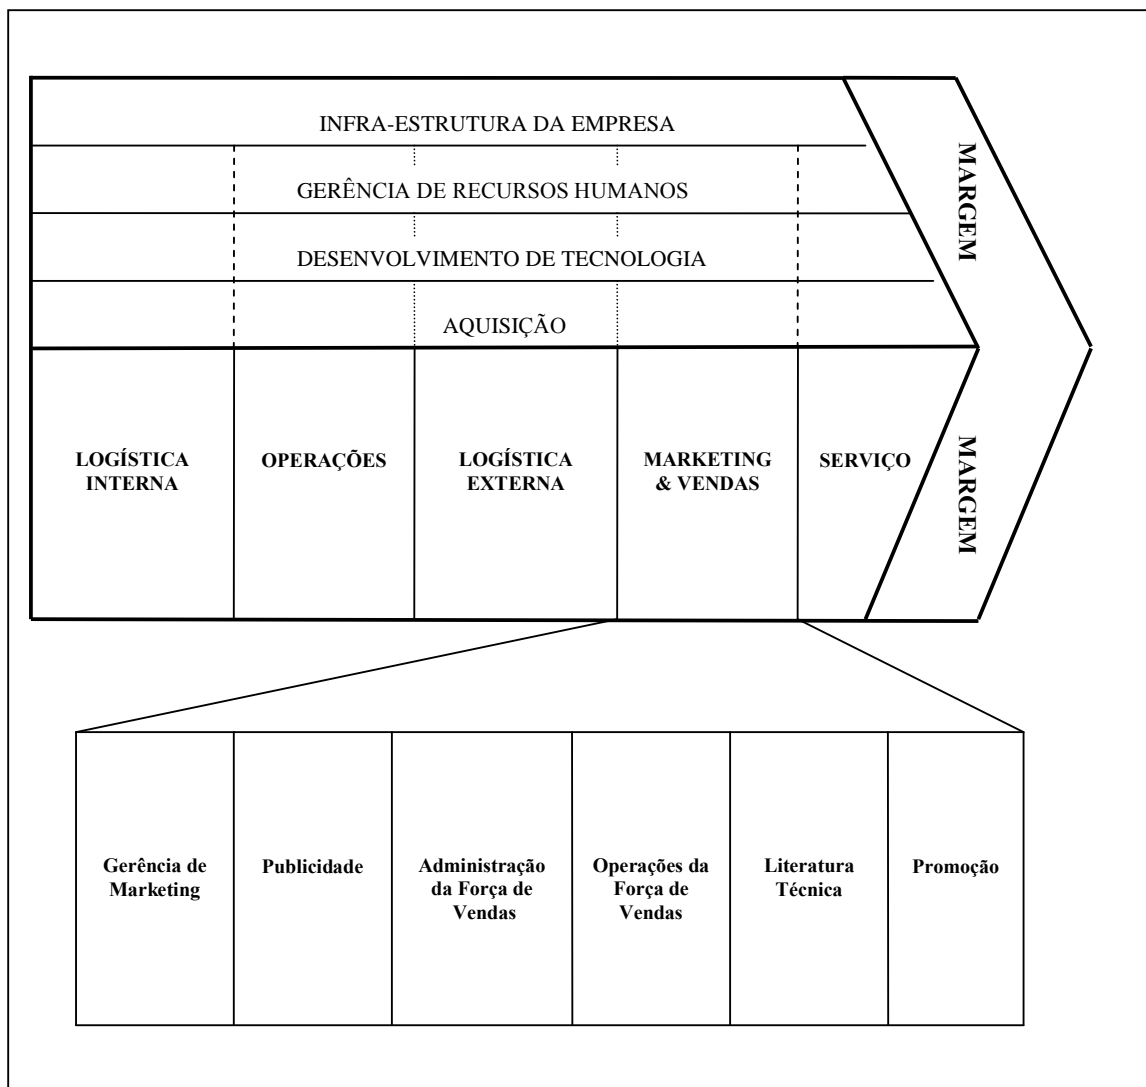 INFRA-ESTRUTURA DA EMPRESA
GERÊNCIA DE RECURSOS HUMANOS
DESENVOLVIMENTO DE TECNOLOGIA
AQUISIÇÃO
MARGEM
LOGÍSTICA
INTERNA
OPERAÇÕES
LOGÍSTICA
EXTERNA
MARKETING
& VENDAS
SERVIÇO
MARGEM
Gerência de
Marketing
Publicidade
Administração
da Força de
Vendas
Operações da
Força de
Vendas
Literatura
Técnica
Promoção